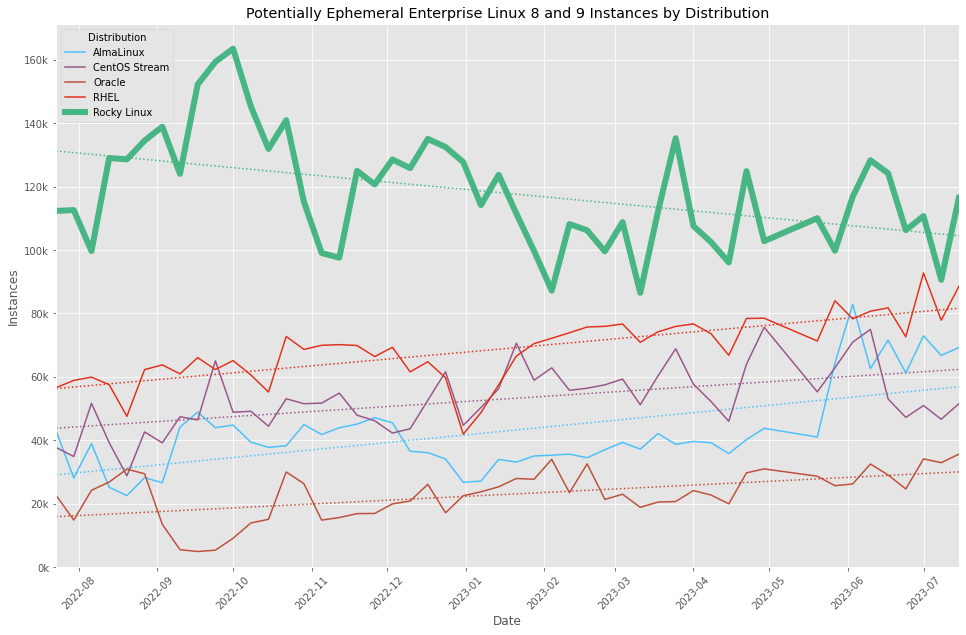 Potentially Ephemeral Enterprise Linux 8 and 9 Instances by Distribution
Distribution
AlmaLinux
CentOS Stream
Oracle
RHEL
Rocky Linux
160k
140k
120k
100k
80k
60k
40k
20k
0k
Instances
2022-08
2022-09
2022-10
2022-11
2022-12
2023-01
2023-02
2023-03
2023-04
2023-05
2023-06
2023-07
Date